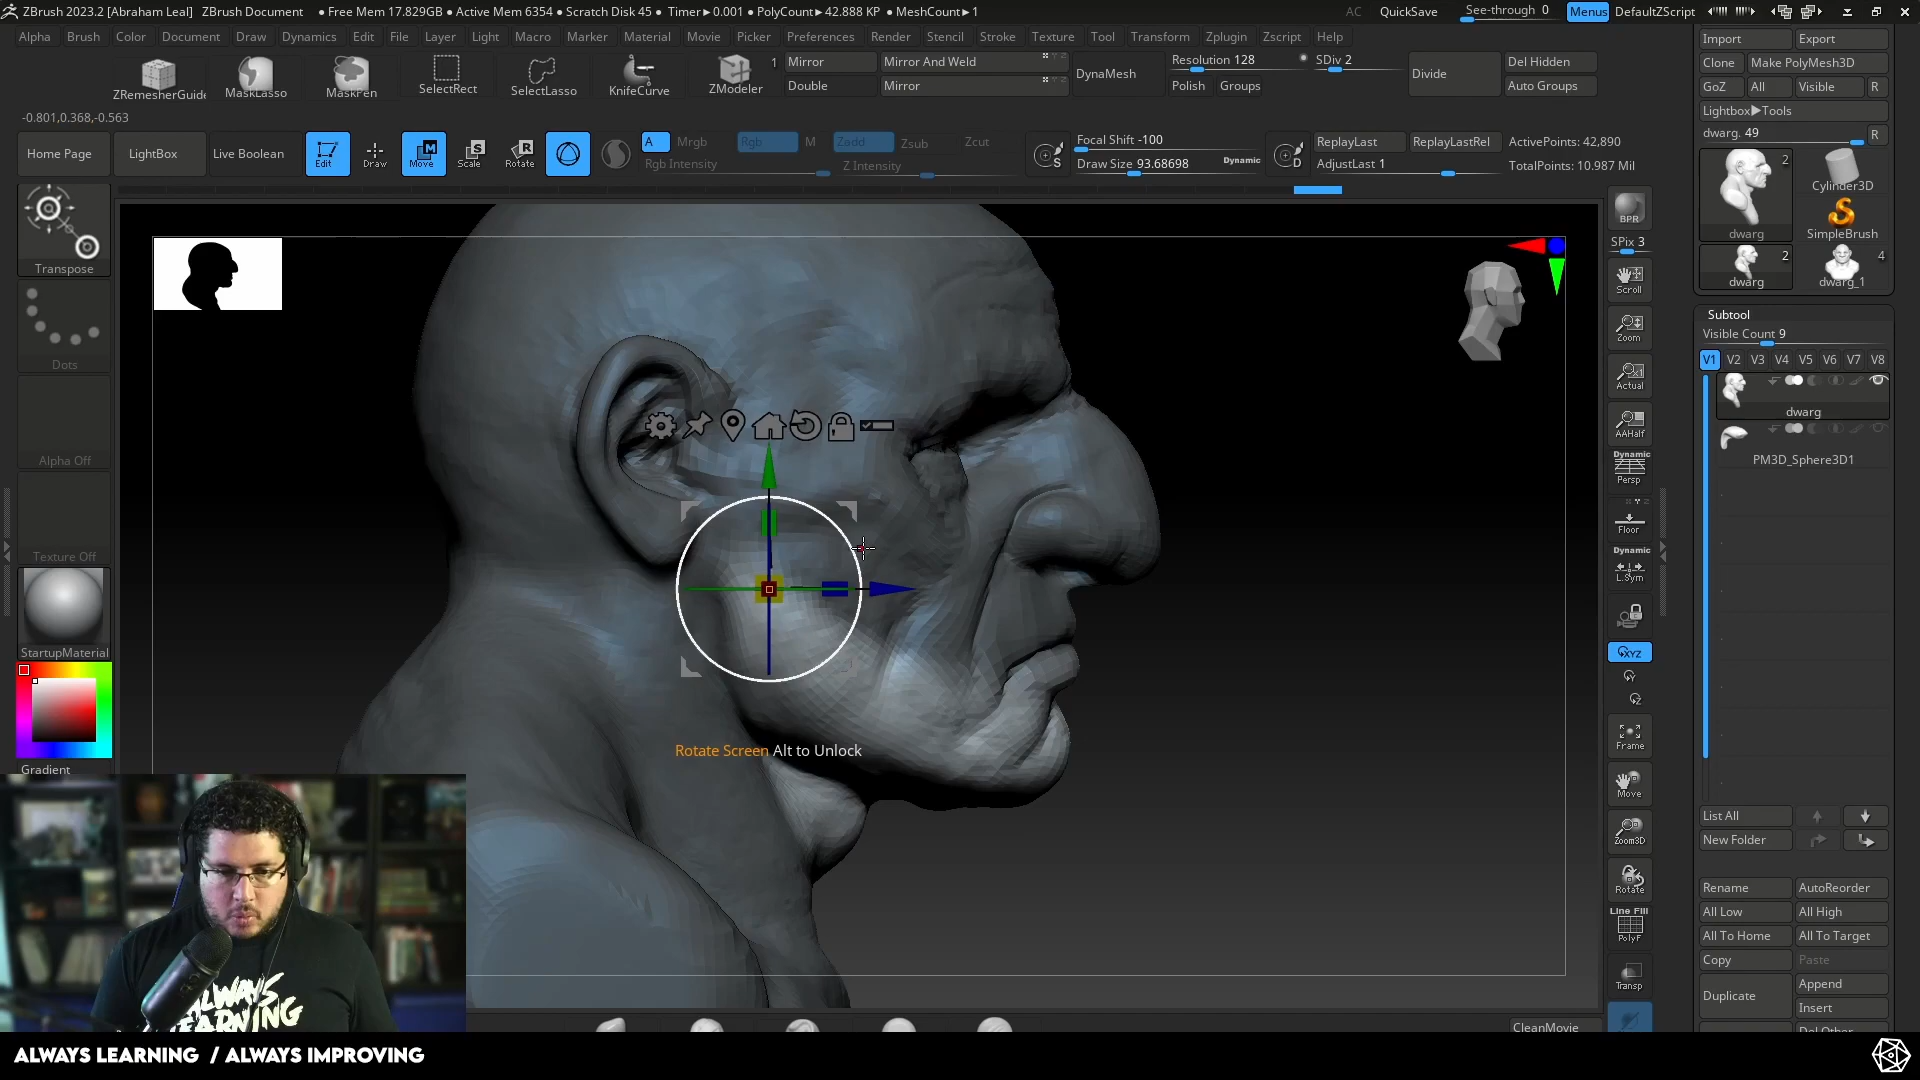 ZBrush 2023.2 [Abraham Leal] ZBrush Document ● Free Mem 17.829GB ● Active Mem 6354 ● Scratch Disk 45 ● Timer►0.001 ● PolyCount►42.888 KP ● MeshCount►1 AC QuickSave See-through 0 Menus DefaultZScript
Alpha Brush Color Document Draw Dynamics Edit File Layer Light Macro Marker Material Movie Picker Preferences Render Stencil Stroke Texture Tool Transform Zplugin Zscript Help
ZRemesherGuide MaskLasso MaskPen SelectRect SelectLasso KnifeCurve ZModeler 1
Mirror Mirror And Weld
Double Mirror
DynaMesh
Resolution 128
Polish Groups
SDiv 2
Divide
Del Hidden
Auto Groups
-0.801,0.368,-0.563
Home Page LightBox Live Boolean Edit Draw Move Scale Rotate
A Mrgb Rgb M Zadd Zsub Zcut
Rgb Intensity Z Intensity
S
Focal Shift -100
Draw Size 93.68698 Dynamic
D
ReplayLast ReplayLastRel ActivePoints: 42,890
AdjustLast 1 TotalPoints: 10.987 Mil
Transpose
Dots
Alpha Off
Texture Off
StartupMaterial
Gradient
Rotate Screen Alt to Unlock
BPR
SPix 3
Scroll
Zoom
Actual
AAHalf
Dynamic
Persp
Floor
Dynamic
L.Sym
XYZ
Y
Z
Frame
Move
Zoom3D
Rotate
Line Fill
PolyF
Transp
Import Export
Clone Make PolyMesh3D
GoZ All Visible R
Lightbox►Tools
dwarg. 49 R
2
dwarg
Cylinder3D
SimpleBrush
2
dwarg
4
dwarg_1
Subtool
Visible Count 9
V1 V2 V3 V4 V5 V6 V7 V8
dwarg
PM3D_Sphere3D1
List All
New Folder
Rename AutoReorder
All Low All High
All To Home All To Target
Copy Paste
Duplicate Append
Insert
Del Other
CleanMovie
ALWAYS
LEARNING
ALWAYS LEARNING / ALWAYS IMPROVING